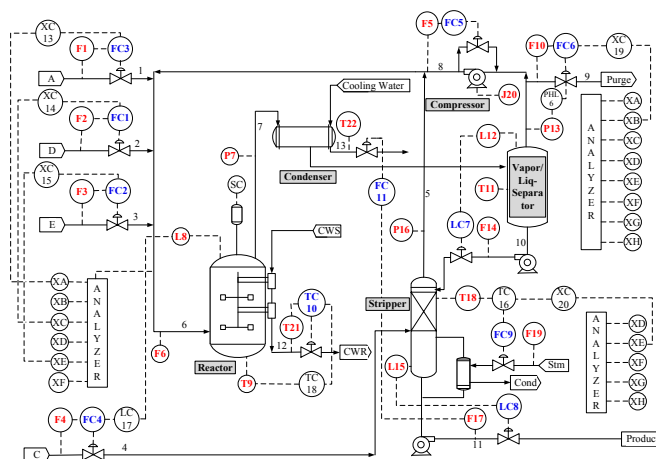 XC
13
F1
FC3
1
A
XC
14
F2
FC1
2
D
XC
15
F3
FC2
3
E
L8
XA
XB
XC
XD
XE
XF
A
N
A
L
Y
Z
E
R
6
F6
F4
FC4
LC
17
C
4
7
P7
SC
Reactor
T9
TC
18
T21
TC
10
12
CWS
CWR
Cooling Water
Condenser
T22
13
FC
11
8
F5
FC5
Compressor
J20
5
P16
L12
T11
Vapor/
Liq-
Separa
tor
P13
LC7
F14
10
Stripper
T18
TC
16
XC
20
FC9
F19
Stm
Cond
L15
LC8
F17
11
Product
F10
FC6
XC
19
9
Purge
PHL
6
A
N
A
L
Y
Z
E
R
XA
XB
XC
XD
XE
XF
XG
XH
A
N
A
L
Y
Z
E
R
XD
XE
XF
XG
XH